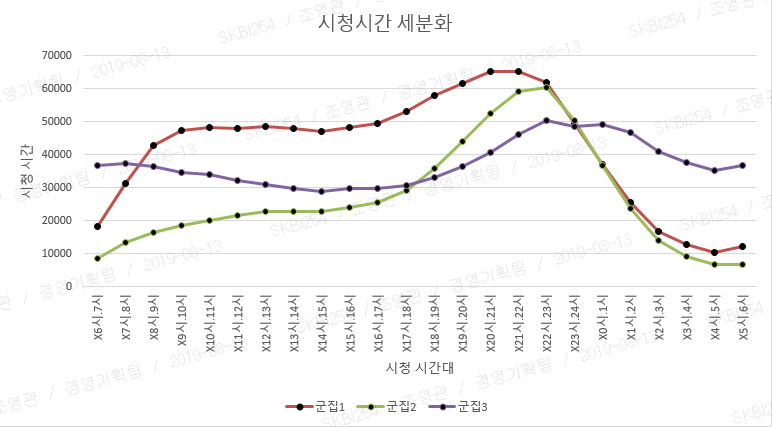 시청시간 세분화
시청 시간
70000
60000
50000
40000
30000
20000
10000
0
X6시.7시
X7시.8시
X8시.9시
X9시.10시
X10시.11시
X11시.12시
X12시.13시
X13시.14시
X14시.15시
X15시.16시
X16시.17시
X17시.18시
X18시.19시
X19시.20시
X20시.21시
X21시.22시
X22시.23시
X23시.24시
X0시.1시
X1시.2시
X2시.3시
X3시.4시
X4시.5시
X5시.6시
시청 시간대
군집1 군집2 군집3
SKBI254 / 조영관 / 경영기획팀 / 2019-08-13